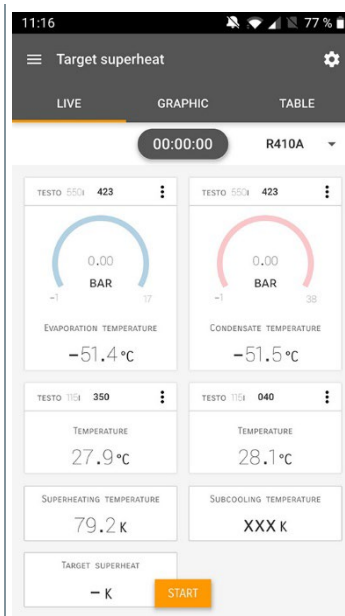 11:16 77 %
Target superheat
LIVE GRAPHIC TABLE
00:00:00 R410A
TESTO 550i 423 TESTO 550i 423
0.00 0.00
BAR BAR
-1 17 -1 38
EVAPORATION TEMPERATURE CONDENSATE TEMPERATURE
-51.4 °C -51.5 °C
TESTO 115i 350 TESTO 115i 040
TEMPERATURE TEMPERATURE
27.9 °C 28.1 °C
SUPERHEATING TEMPERATURE SUBCOOLING TEMPERATURE
79.2 K XXX K
TARGET SUPERHEAT
– K
START